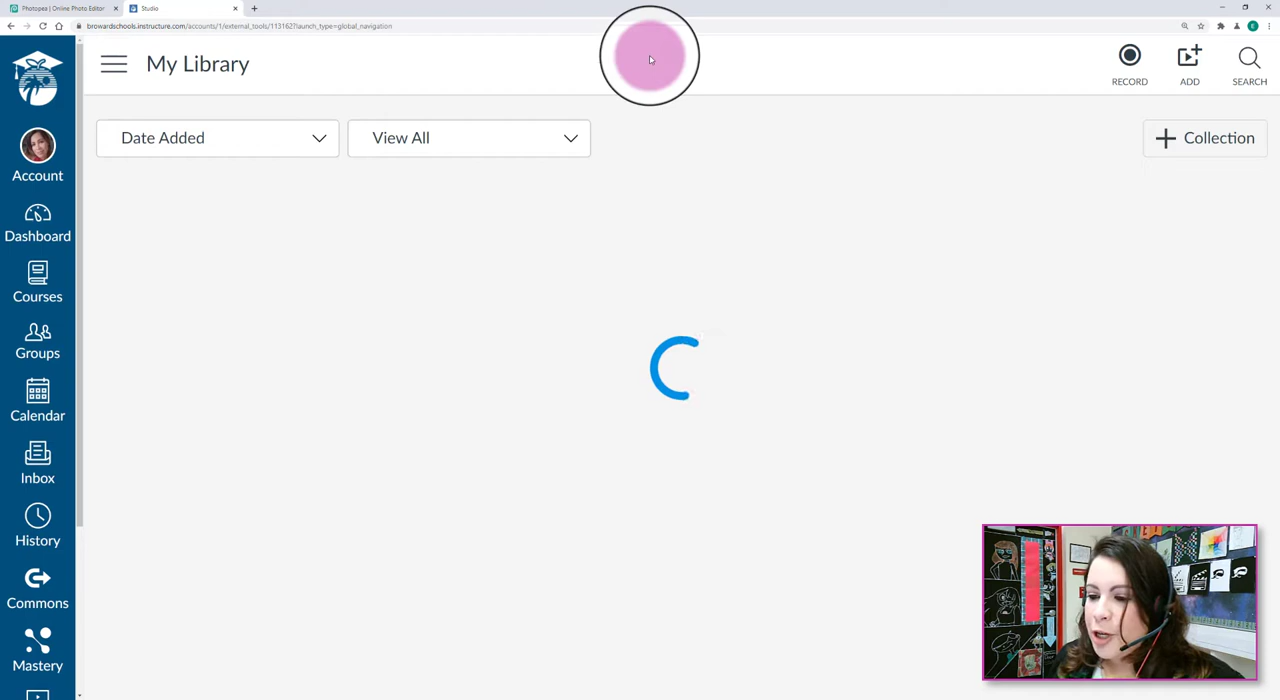 Photopea | Online Photo Editor
Studio
browardschools.instructure.com/accounts/1/external_tools/113162?launch_type=global_navigation
My Library
RECORD
ADD
SEARCH
Date Added
View All
Collection
Account
Dashboard
Courses
Groups
Calendar
Inbox
History
Commons
Mastery